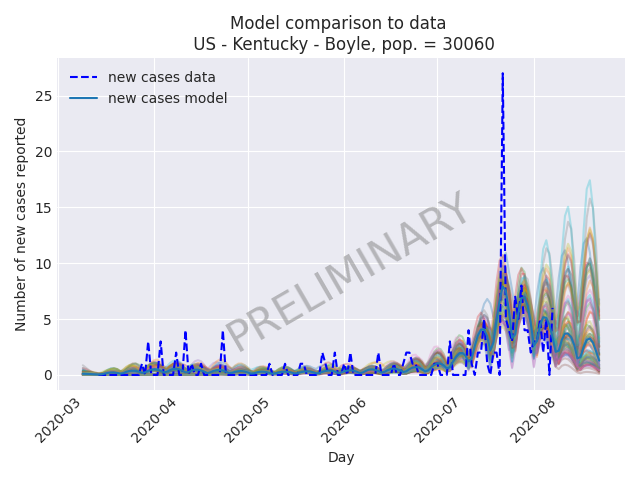 Model comparison to data
US - Kentucky - Boyle, pop. = 30060
new cases data
new cases model
Number of new cases reported
25
20
15
10
5
0
PRELIMINARY
2020-03
2020-04
2020-05
2020-06
2020-07
2020-08
Day